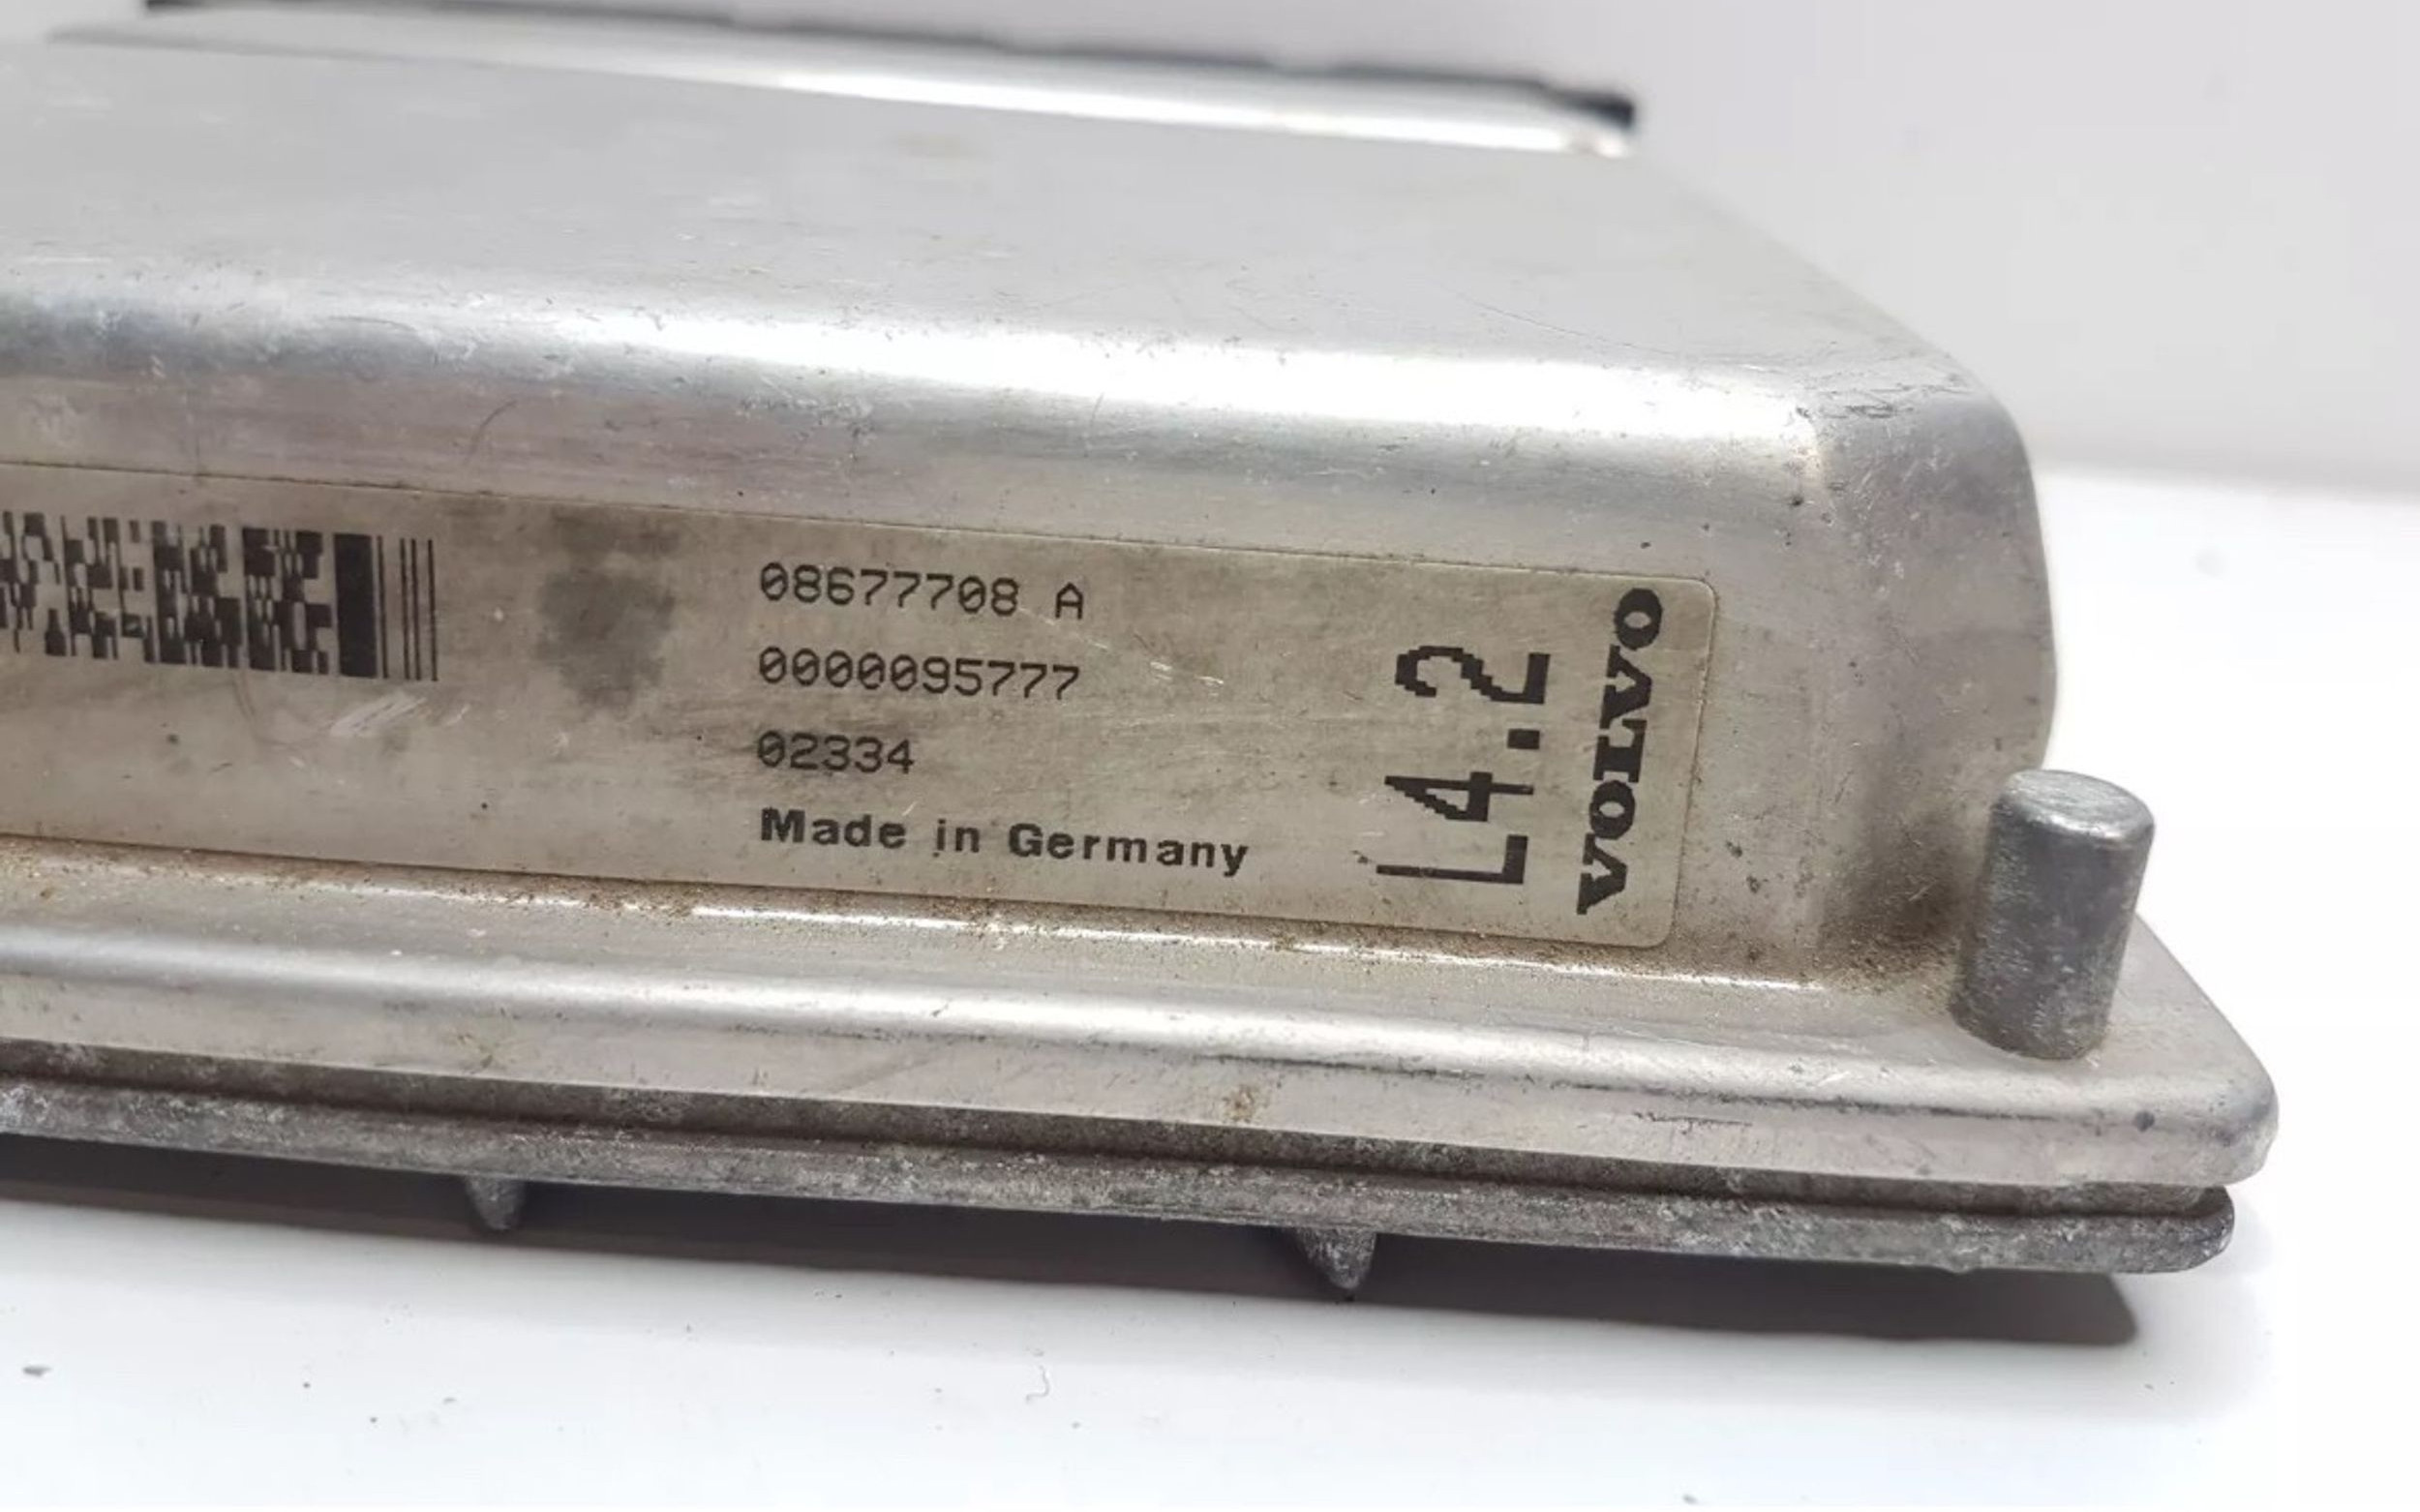 08677708 A
0000095777
02334
Made in Germany
L4.2
VOLVO